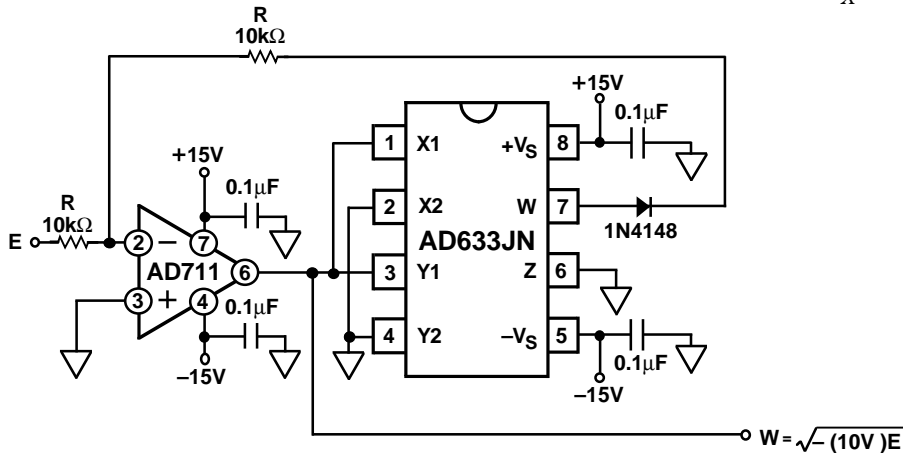 X
R
10kΩ
+15V
0.1μF
1 X1 +VS 8
+15V
0.1μF
2 X2 W 7
1N4148
R
10kΩ
E
2 – 7
AD711 6
3 + 4
AD633JN
3 Y1 Z 6
0.1μF
–15V
4 Y2 –VS 5
0.1μF
–15V
W = √– (10V )E